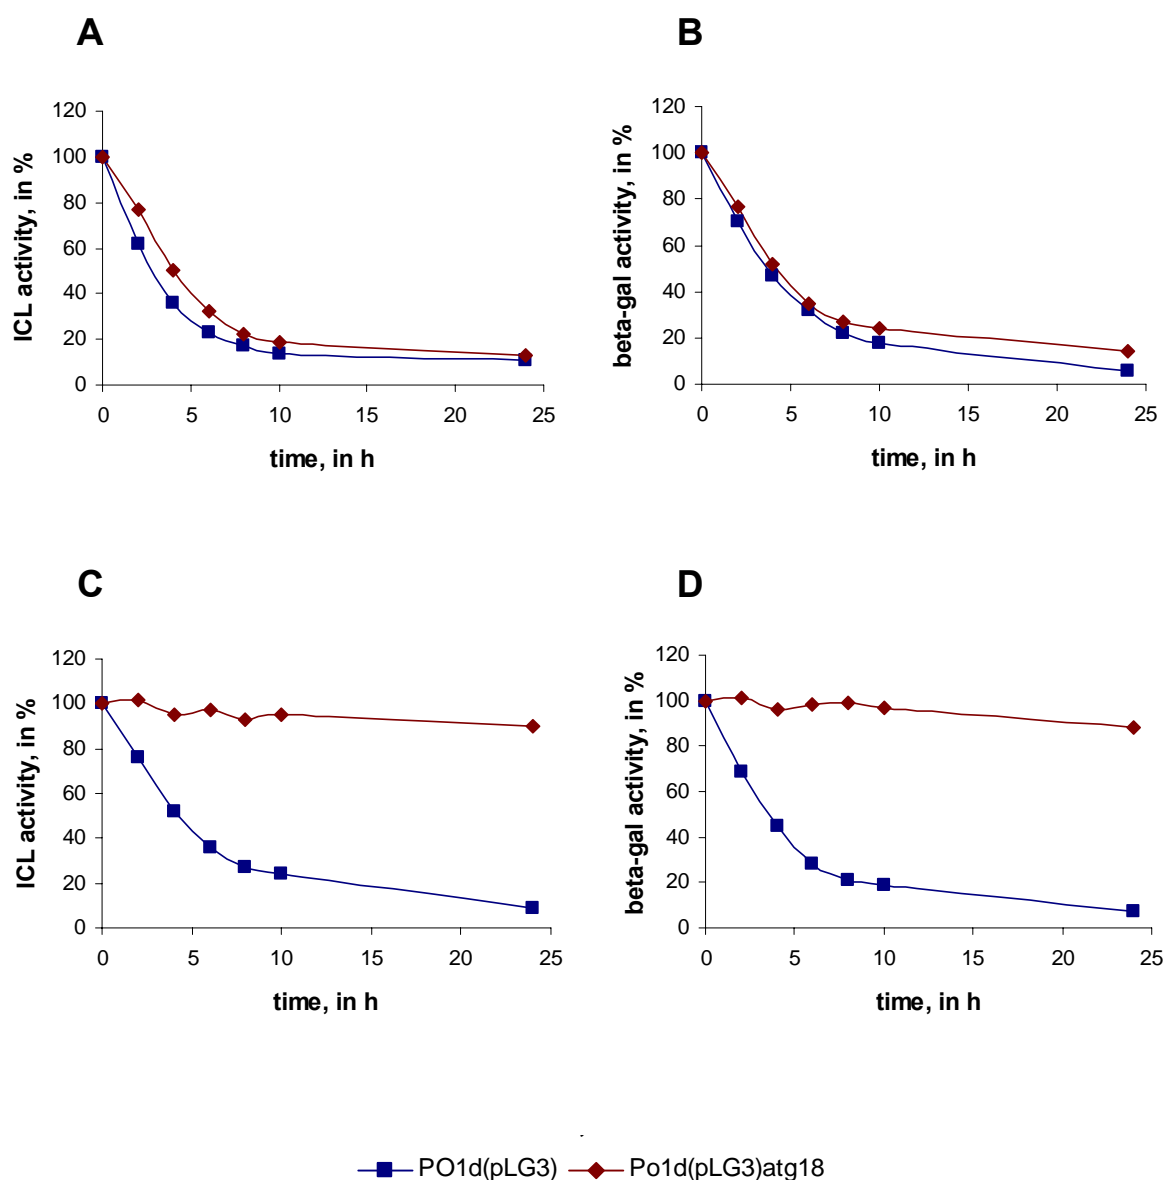 A
B
120
100
80
60
40
20
0
ICL activity, in %
0 5 10 15 20 25
time, in h
120
100
80
60
40
20
0
beta-gal activity, in %
0 5 10 15 20 25
time, in h
C
D
120
100
80
60
40
20
0
ICL activity, in %
0 5 10 15 20 25
time, in h
120
100
80
60
40
20
0
beta-gal activity, in %
0 5 10 15 20 25
time, in h
PO1d(pLG3) Po1d(pLG3)atg18